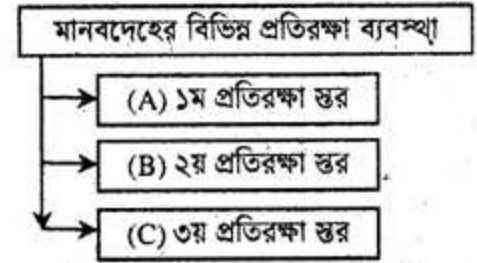 মানবদেহের বিভিন্ন প্রতিরক্ষা ব্যবস্থা
(A) ১ম প্রতিরক্ষা স্তর
(B) ২য় প্রতিরক্ষা স্তর
(C) ৩য় প্রতিরক্ষা স্তর